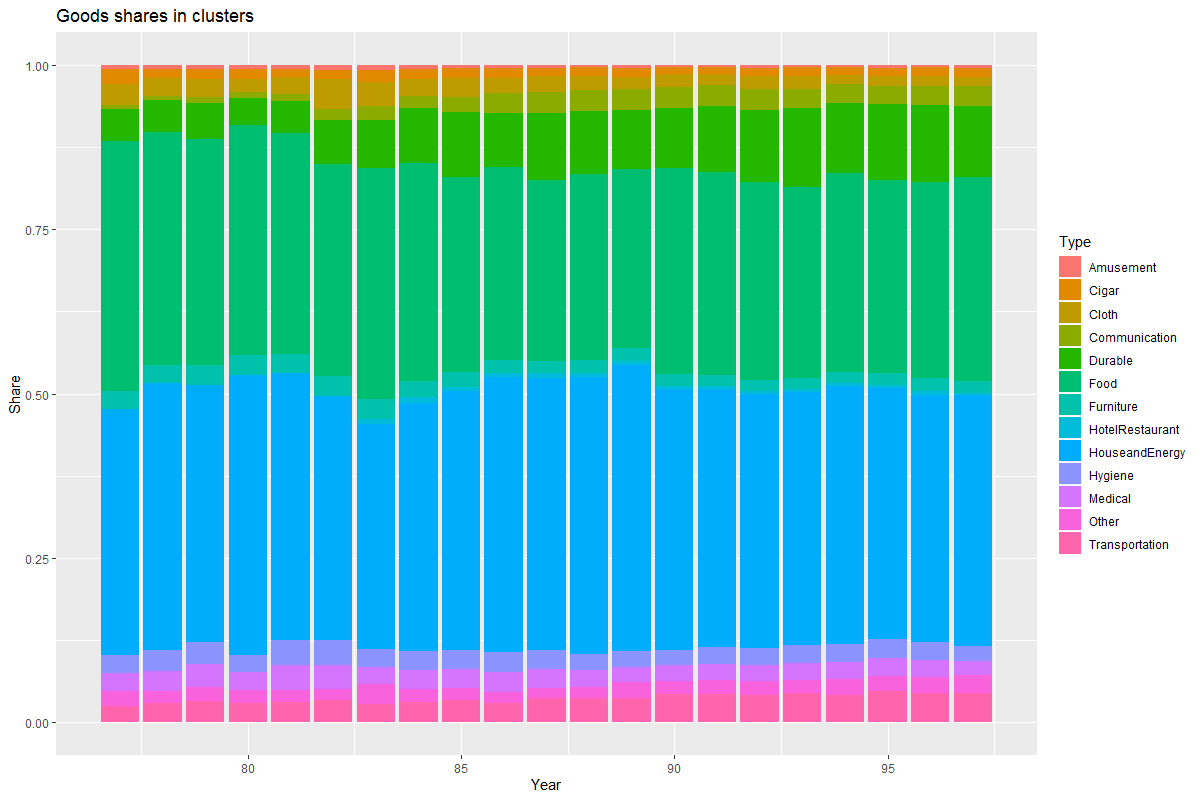 Goods shares in clusters
Share
1.00
0.75
0.50
0.25
0.00
80
85
90
95
Year
Type
Amusement
Cigar
Cloth
Communication
Durable
Food
Furniture
HotelRestaurant
HouseandEnergy
Hygiene
Medical
Other
Transportation